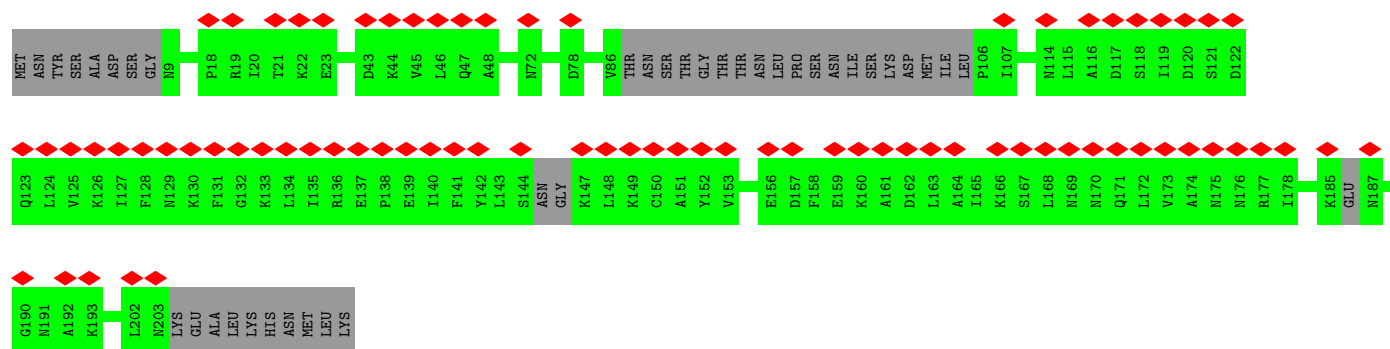 MET ASN TYR SER ALA ASP SER GLY N9 P18 R19 I20 T21 K22 E23 D43 K44 V45 L46 Q47 A48 N72 D78 V86 THR ASN SER THR GLY THR THR ASN LEU PRO SER ASN ILE SER LYS ASP MET ILE LEU P106 I107 N114 L115 A116 D117 S118 I119 D120 S121 D122
Q123 L124 V125 K126 I127 F128 N129 K130 F131 G132 K133 L134 I135 R136 E137 P138 E139 I140 F141 Y142 L143 S144 ASN GLY K147 L148 K149 C150 A151 Y152 V153 E156 D157 F158 E159 K160 A161 D162 L163 A164 I165 K166 S167 L168 N169 N170 Q171 L172 V173 A174 N175 N176 R177 I178 K185 GLU N187
G190 N191 A192 K193 L202 N203 LYS GLU ALA LEU LYS HIS ASN MET LEU LYS